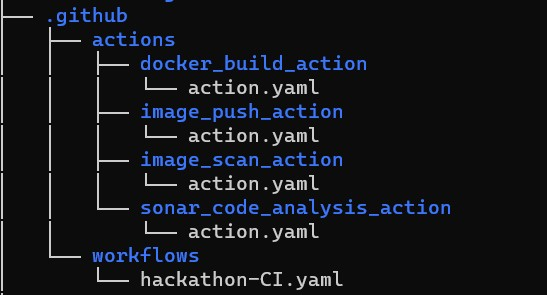 .github
actions
docker_build_action
action.yaml
image_push_action
action.yaml
image_scan_action
action.yaml
sonar_code_analysis_action
action.yaml
workflows
hackathon-CI.yaml